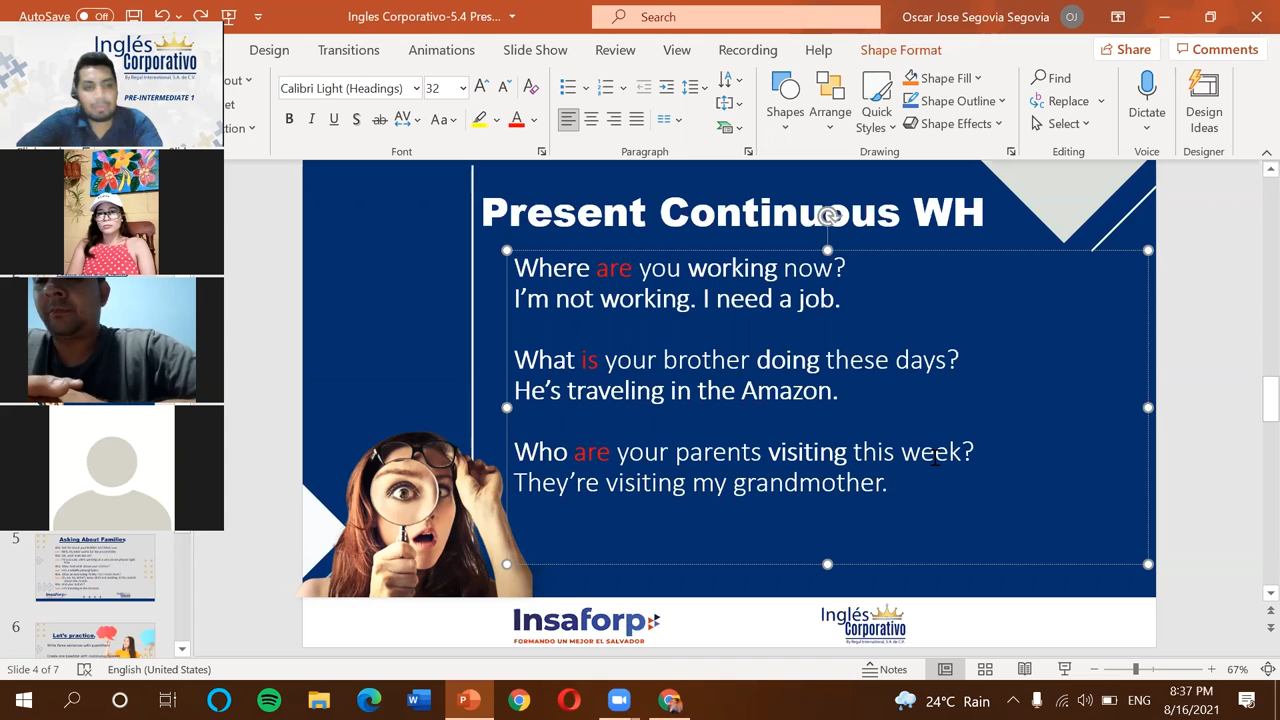 AutoSave
Off
Ingles Corporativo-5.4 Pres...
Search
Oscar Jose Segovia Segovia
OJ
Design
Transitions
Animations
Slide Show
Review
View
Recording
Help
Shape Format
Share
Comments
Inglés
Corporativo
By Regal International, S.A. de C.V.
PRE-INTERMEDIATE 1
Calibri Light (Headings)
32
B I U S ab AV Aa A
Font
Paragraph
Shapes
Arrange
Quick
Styles
Shape Fill
Shape Outline
Shape Effects
Drawing
Find
Replace
Select
Editing
Dictate
Voice
Design
Ideas
Designer
Present Continuous WH
Where are you working now?
I'm not working. I need a job.
What is your brother doing these days?
He's traveling in the Amazon.
Who are your parents visiting this week?
They're visiting my grandmother.
Insaforp
FORMANDO UN MEJOR EL SALVADOR
Inglés
Corporativo
By Regal International, S.A. de C.V.
5
Asking About Families
6
Let's practice.
Slide 4 of 7
English (United States)
Notes
67%
24°C Rain
ENG
8:37 PM
8/16/2021